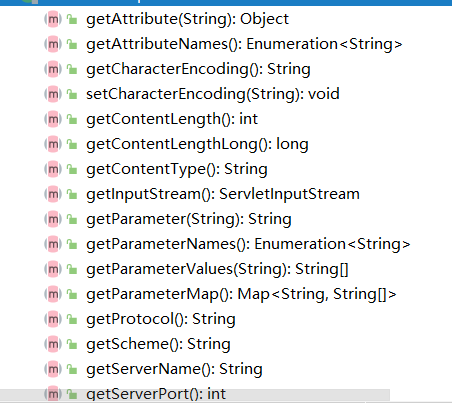 getAttribute(String): Object
getAttributeNames(): Enumeration<String>
getCharacterEncoding(): String
setCharacterEncoding(String): void
getContentLength(): int
getContentLengthLong(): long
getContentType(): String
getInputStream(): ServletInputStream
getParameter(String): String
getParameterNames(): Enumeration<String>
getParameterValues(String): String[]
getParameterMap(): Map<String, String[]>
getProtocol(): String
getScheme(): String
getServerName(): String
getServerPort(): int